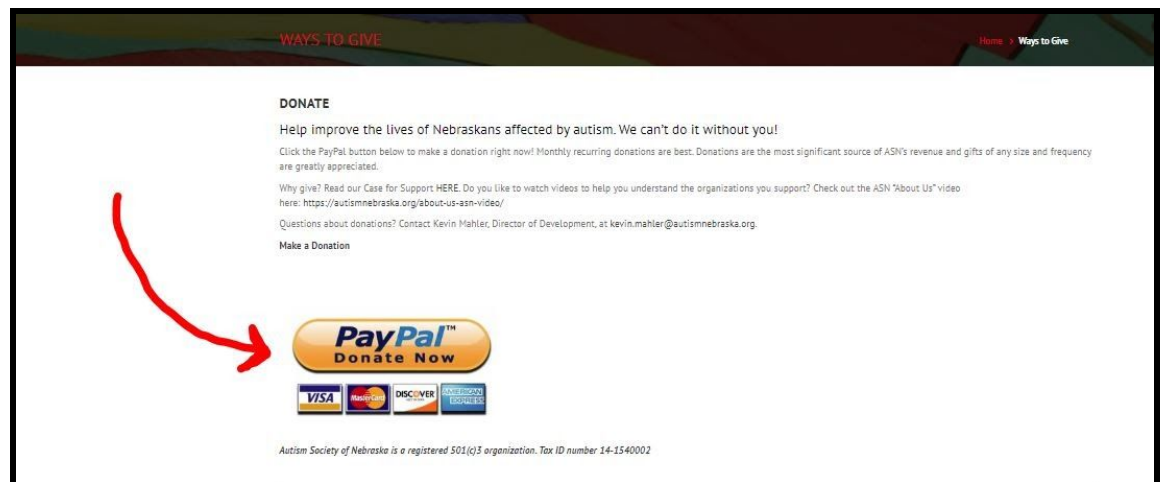 WAYS TO GIVE
Home > Ways to Give
DONATE
Help improve the lives of Nebraskans affected by autism. We can't do it without you!
Click the PayPal button below to make a donation right now! Monthly recurring donations are best. Donations are the most significant source of ASN's revenue and gifts of any size and frequency
are greatly appreciated.
Why give? Read our Case for Support HERE. Do you like to watch videos to help you understand the organizations you support? Check out the ASN "About Us" video
here: https://autismnebraska.org/about-us-asn-video/
Questions about donations? Contact Kevin Mahler, Director of Development, at kevin.mahler@autismnebraska.org.
Make a Donation
PayPal™
Donate Now
VISA MasterCard DISCOVER AMERICAN
EXPRESS
Autism Society of Nebraska is a registered 501(c)3 organization. Tax ID number 14-1540002